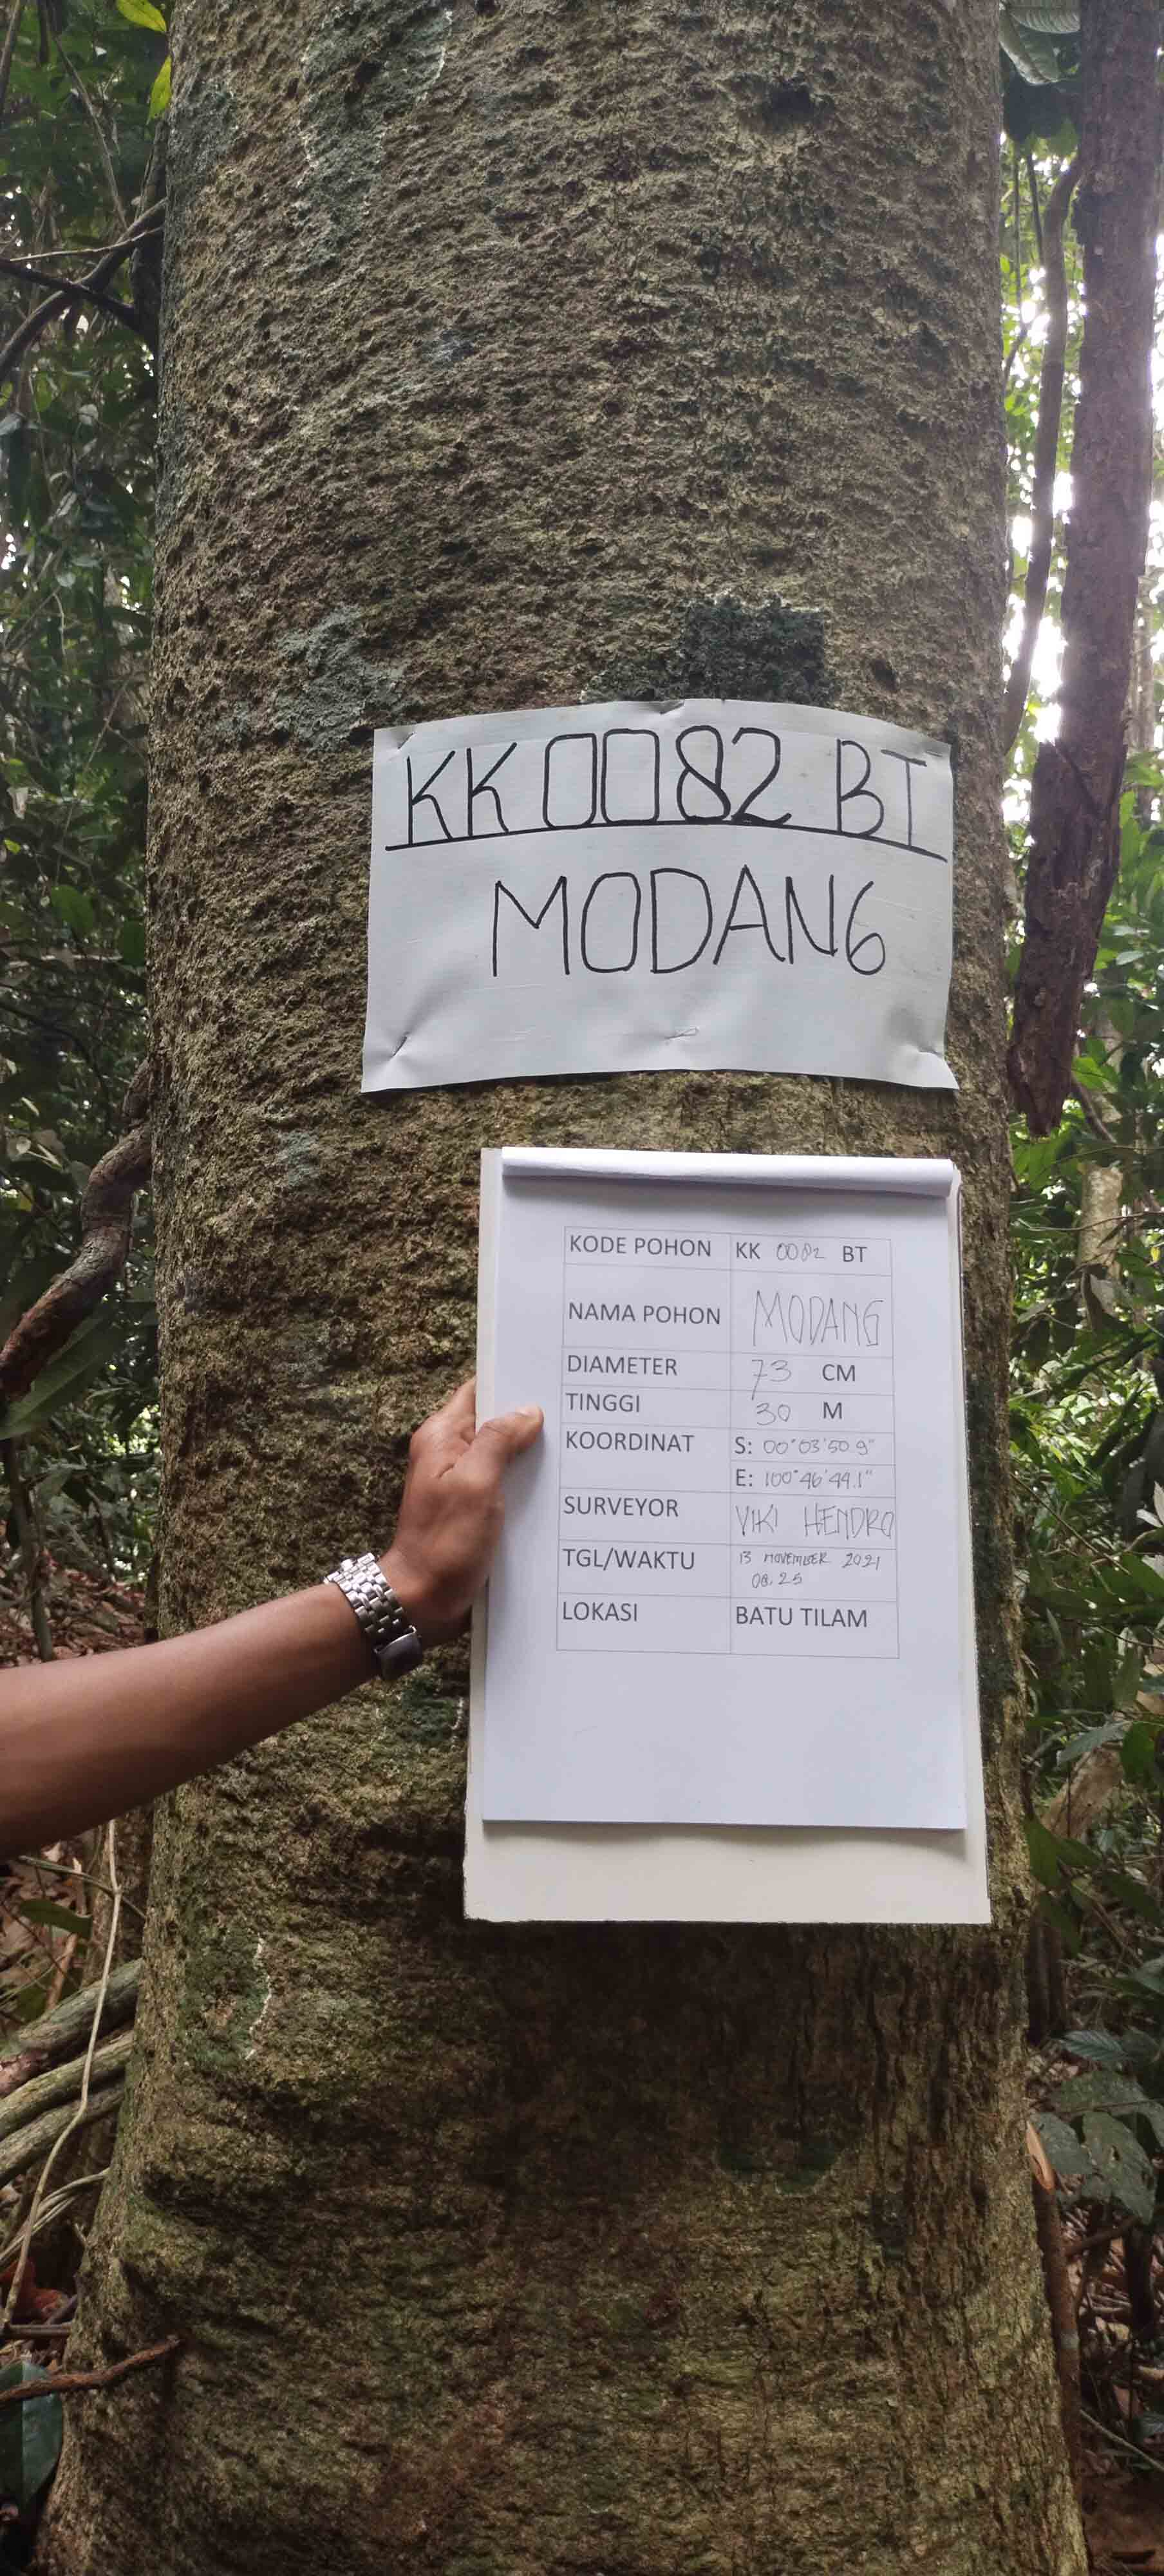 KK 0082 BT
MODANG
KODE POHON KK 0082 BT
NAMA POHON MODANG
DIAMETER 73 CM
TINGGI 30 M
KOORDINAT S: 00°03'50.9"
E: 100°46'44.1"
SURVEYOR VIKI HENDRO
TGL/WAKTU 13 NOVEMBER 2021
08.25
LOKASI BATU TILAM